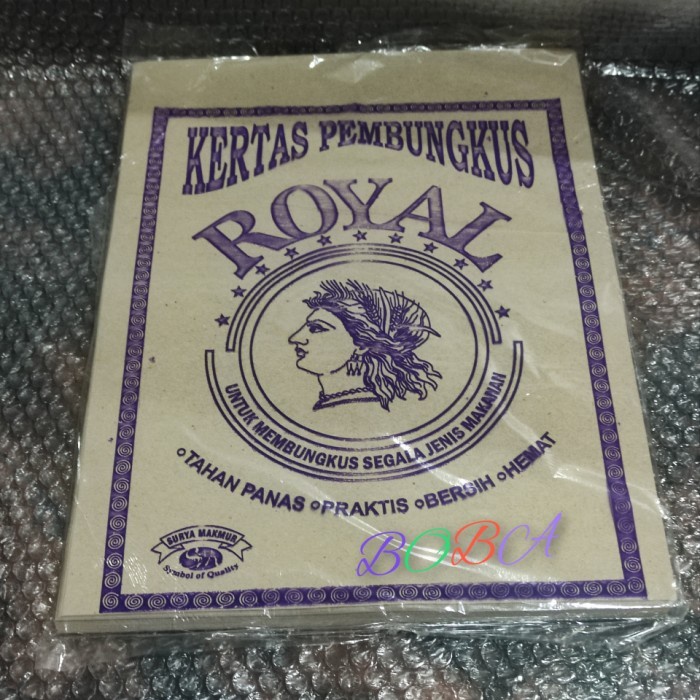 KERTAS PEMBUNGKUS
ROYAL
UNTUK MEMBUNGKUS SEGALA JENIS MAKANAN
TAHAN PANAS PRAKTIS BERSIH HEMAT
SURYA MAKMUR
Symbol of Quality
BOBA